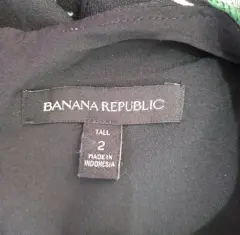 BANANA REPUBLIC
TALL
2
MADE IN
INDONESIA